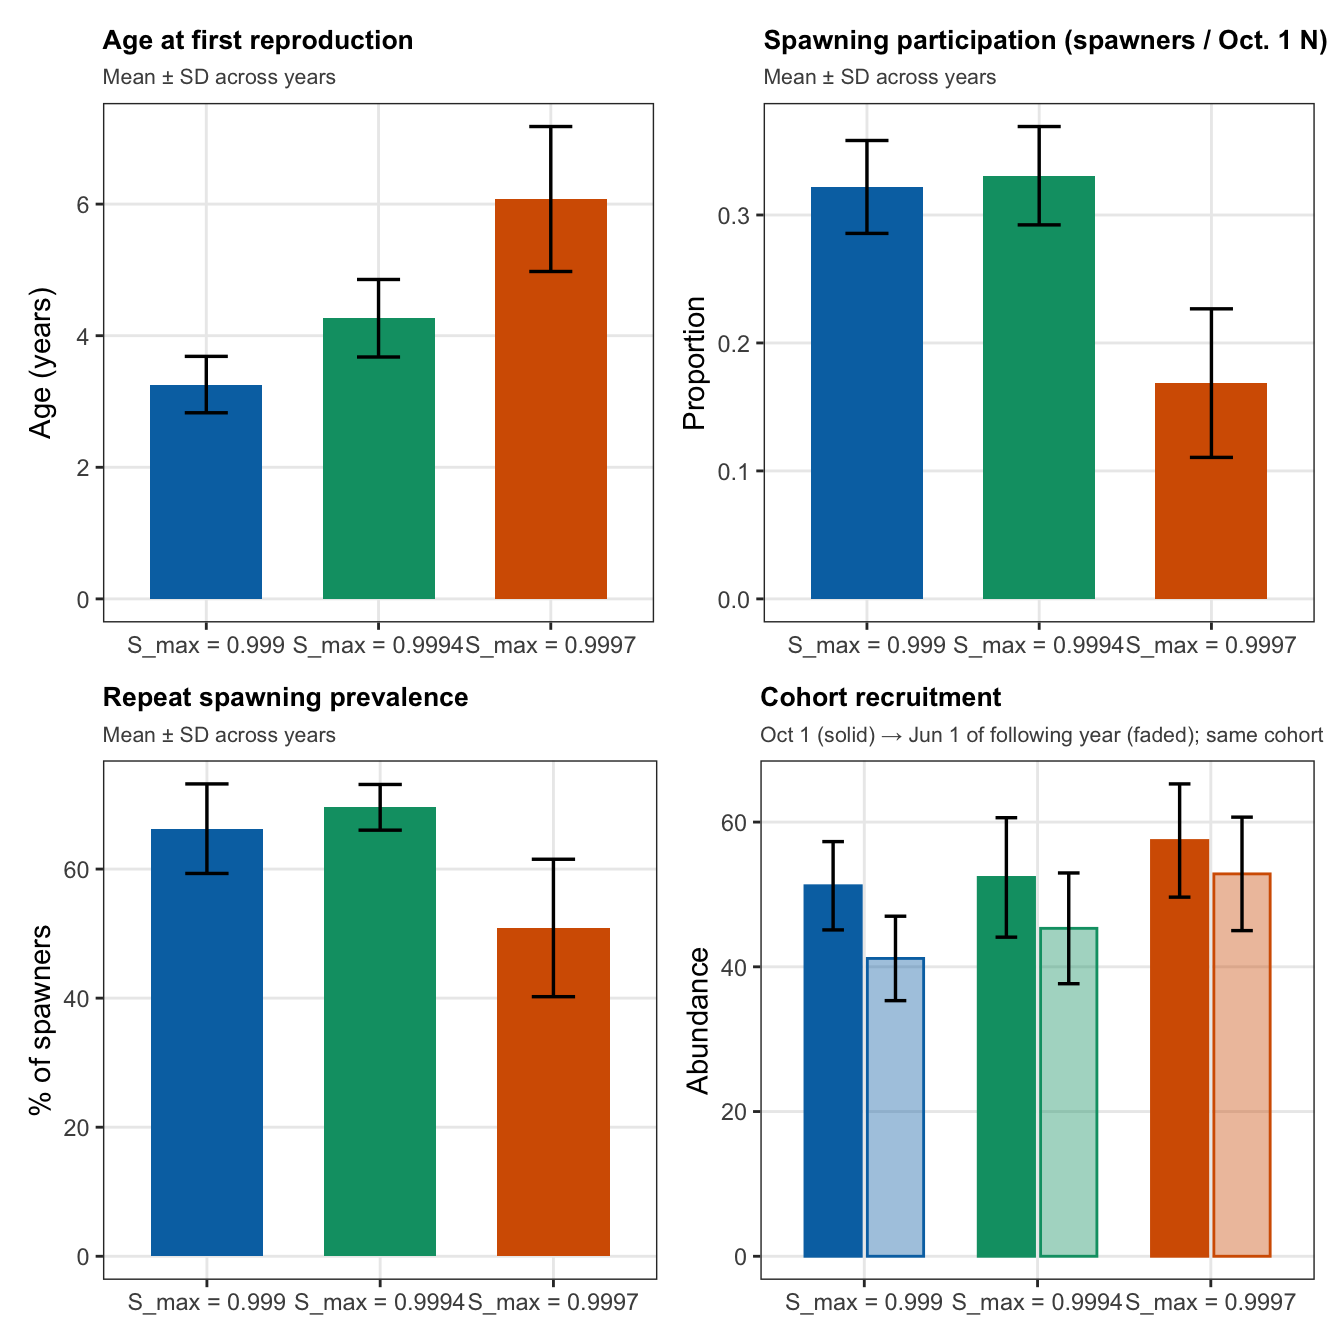 Age at first reproduction
Mean ± SD across years
Age (years)
6
4
2
0
S_max = 0.999 S_max = 0.9994 S_max = 0.9997
Spawning participation (spawners / Oct. 1 N)
Mean ± SD across years
Proportion
0.3
0.2
0.1
0.0
S_max = 0.999 S_max = 0.9994 S_max = 0.9997
Repeat spawning prevalence
Mean ± SD across years
% of spawners
60
40
20
0
S_max = 0.999 S_max = 0.9994 S_max = 0.9997
Cohort recruitment
Oct 1 (solid) → Jun 1 of following year (faded); same cohort
Abundance
60
40
20
0
S_max = 0.999 S_max = 0.9994 S_max = 0.9997